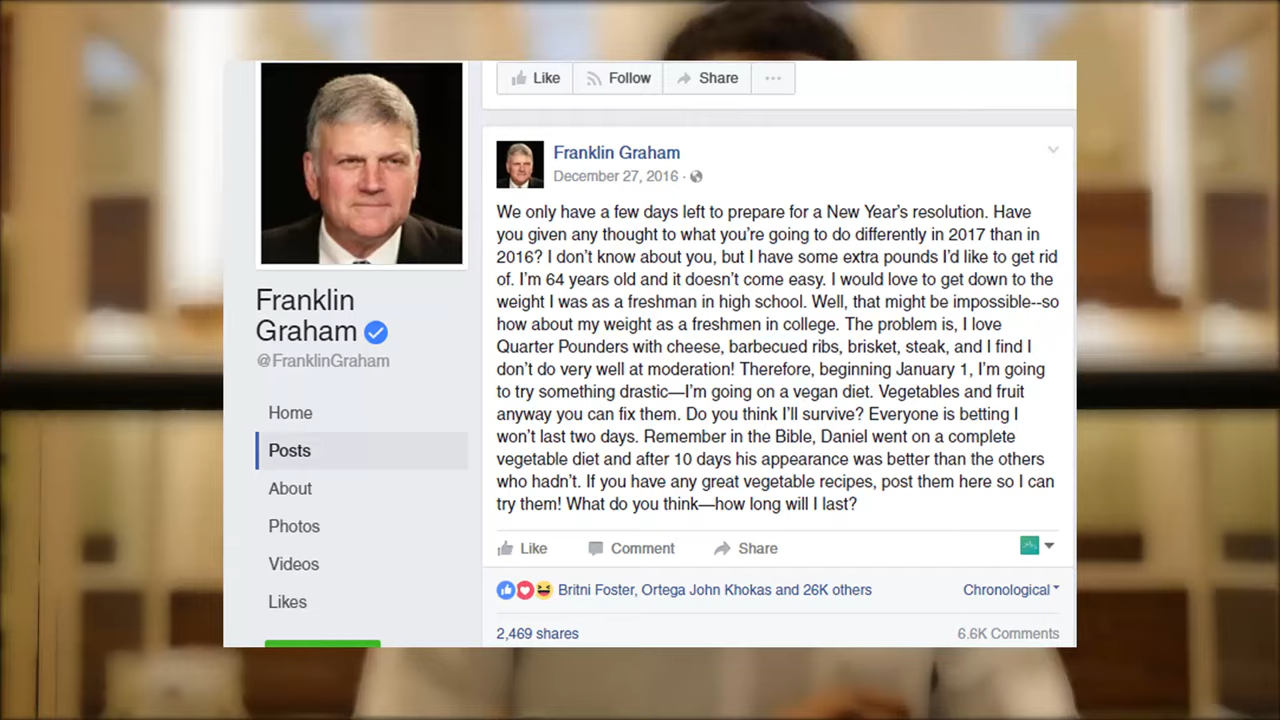 Like Follow Share
Franklin Graham
December 27, 2016
We only have a few days left to prepare for a New Year's resolution. Have
you given any thought to what you're going to do differently in 2017 than in
2016? I don't know about you, but I have some extra pounds I'd like to get rid
of. I'm 64 years old and it doesn't come easy. I would love to get down to the
weight I was as a freshman in high school. Well, that might be impossible--so
how about my weight as a freshmen in college. The problem is, I love
Quarter Pounders with cheese, barbecued ribs, brisket, steak, and I find I
don't do very well at moderation! Therefore, beginning January 1, I'm going
to try something drastic—I'm going on a vegan diet. Vegetables and fruit
anyway you can fix them. Do you think I'll survive? Everyone is betting I
won't last two days. Remember in the Bible, Daniel went on a complete
vegetable diet and after 10 days his appearance was better than the others
who hadn't. If you have any great vegetable recipes, post them here so I can
try them! What do you think—how long will I last?
Like Comment Share
Britni Foster, Ortega John Khokas and 26K others Chronological
2,469 shares 6.6K Comments
Franklin
Graham
@FranklinGraham
Home
Posts
About
Photos
Videos
Likes